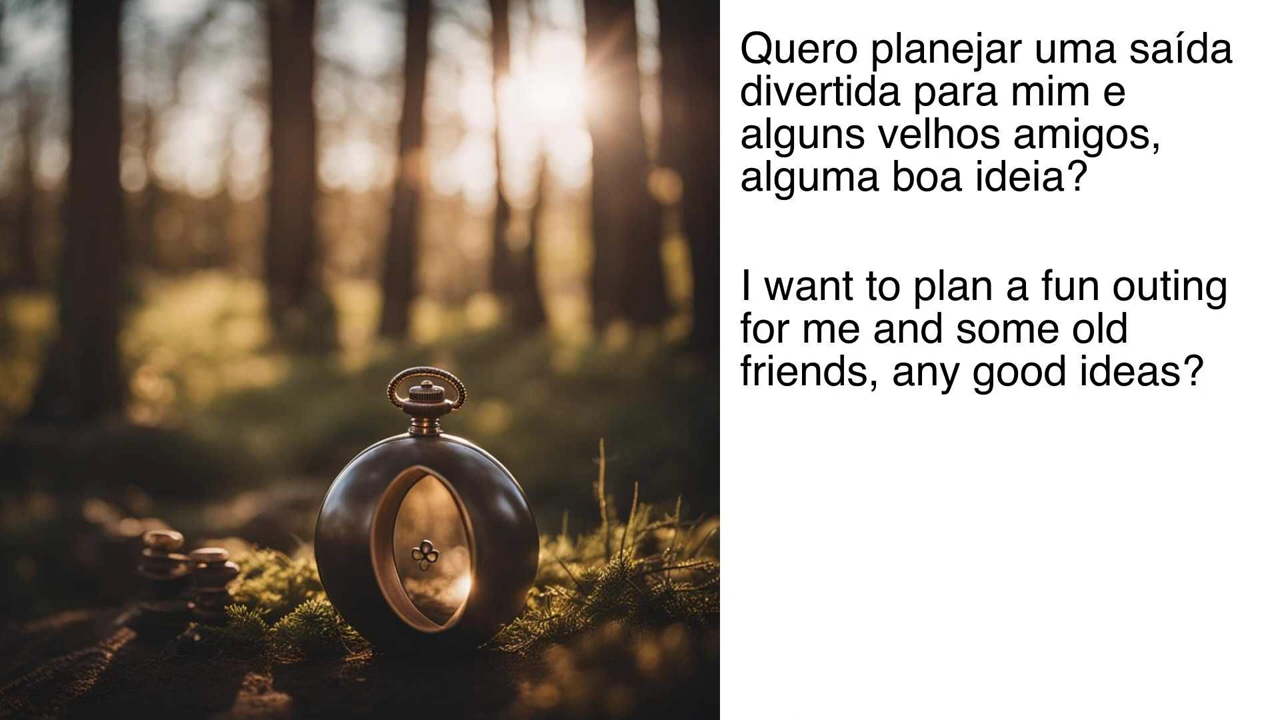 Quero planejar uma saída
divertida para mim e
alguns velhos amigos,
alguma boa ideia?
I want to plan a fun outing
for me and some old
friends, any good ideas?